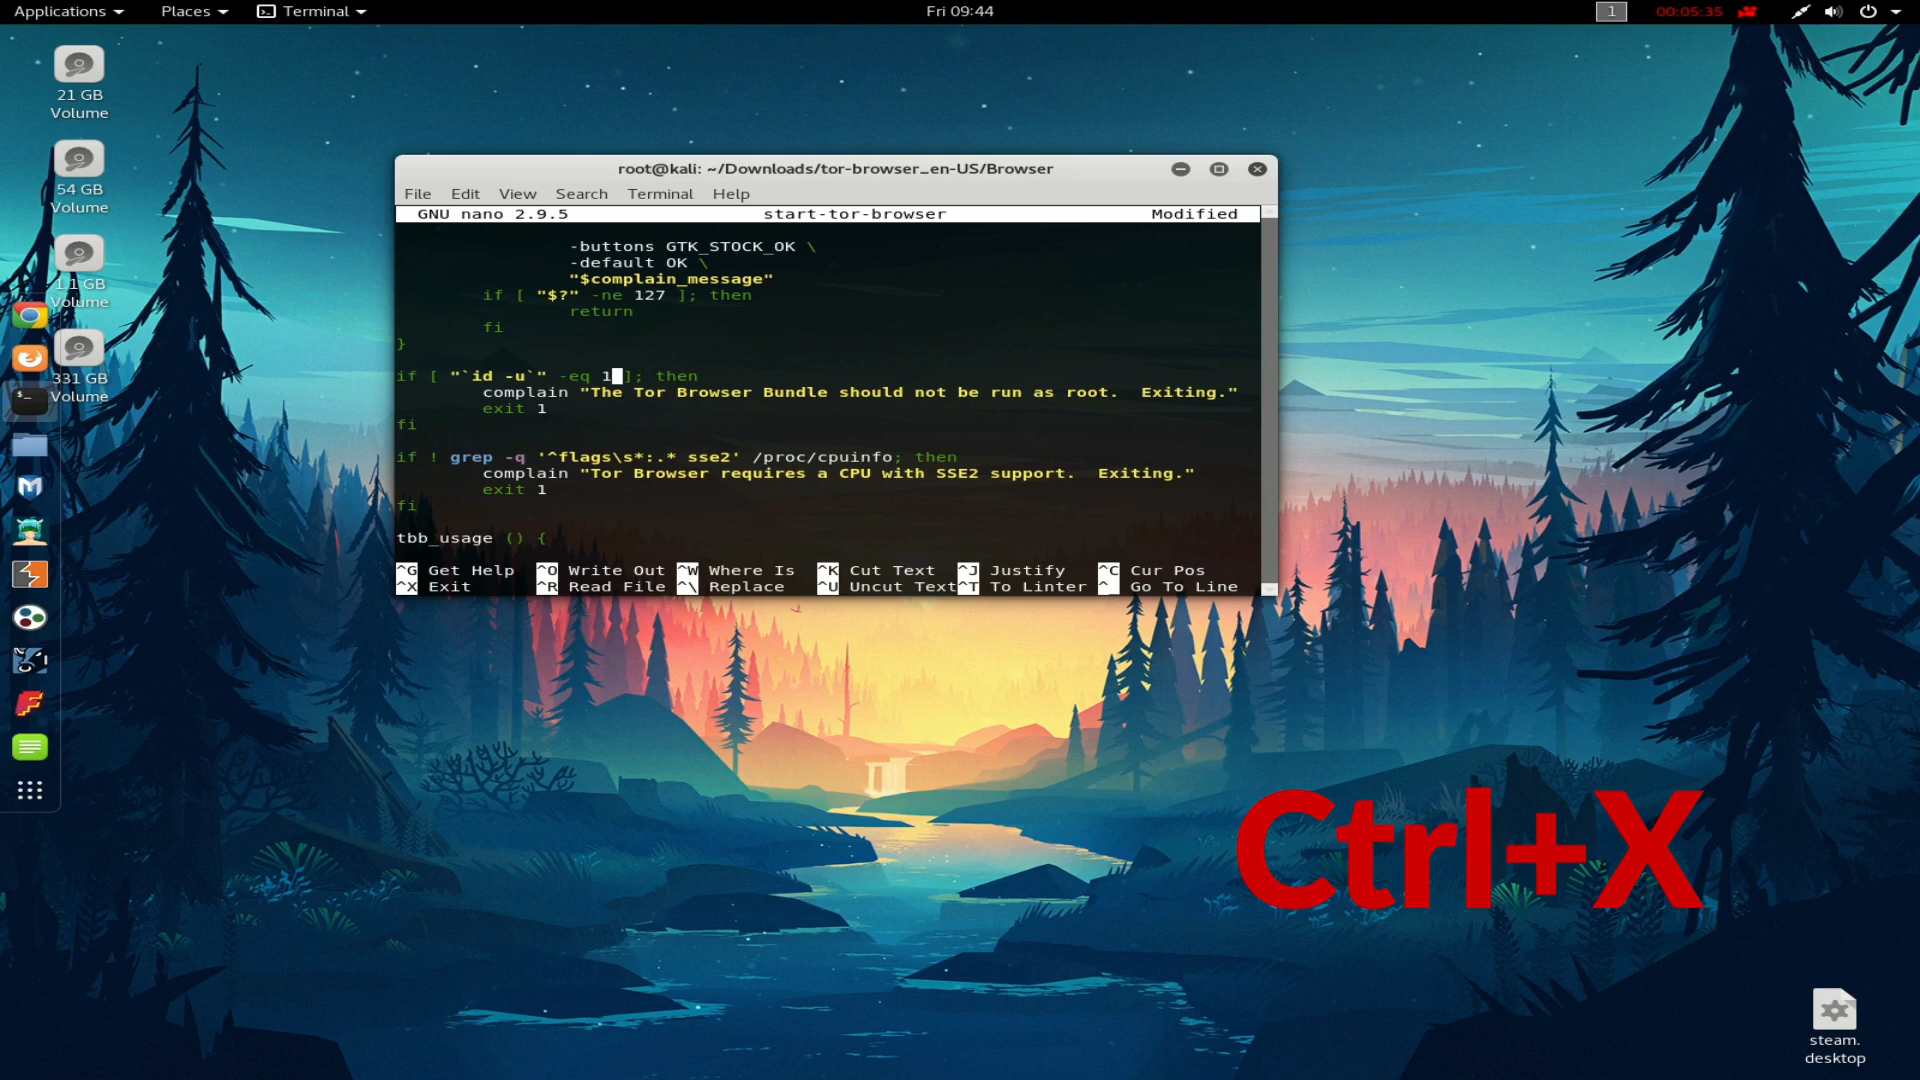 Applications Places Terminal Fri 09:44 1 00:05:35
21 GB
Volume
54 GB
Volume
1.1 GB
Volume
331 GB
Volume
root@kali: ~/Downloads/tor-browser_en-US/Browser
File Edit View Search Terminal Help
GNU nano 2.9.5 start-tor-browser Modified
-buttons GTK_STOCK_OK \
-default OK \
"$complain_message"
if [ "$?" -ne 127 ]; then
return
fi
}
if [ "`id -u`" -eq 1 ]; then
complain "The Tor Browser Bundle should not be run as root.  Exiting."
exit 1
fi
if ! grep -q '^flags\s*:.* sse2' /proc/cpuinfo; then
complain "Tor Browser requires a CPU with SSE2 support.  Exiting."
exit 1
fi
tbb_usage () {
^G Get Help ^O Write Out ^W Where Is ^K Cut Text ^J Justify ^C Cur Pos
^X Exit ^R Read File ^\ Replace ^U Uncut Text ^T To Linter ^_ Go To Line
Ctrl+X
steam.
desktop